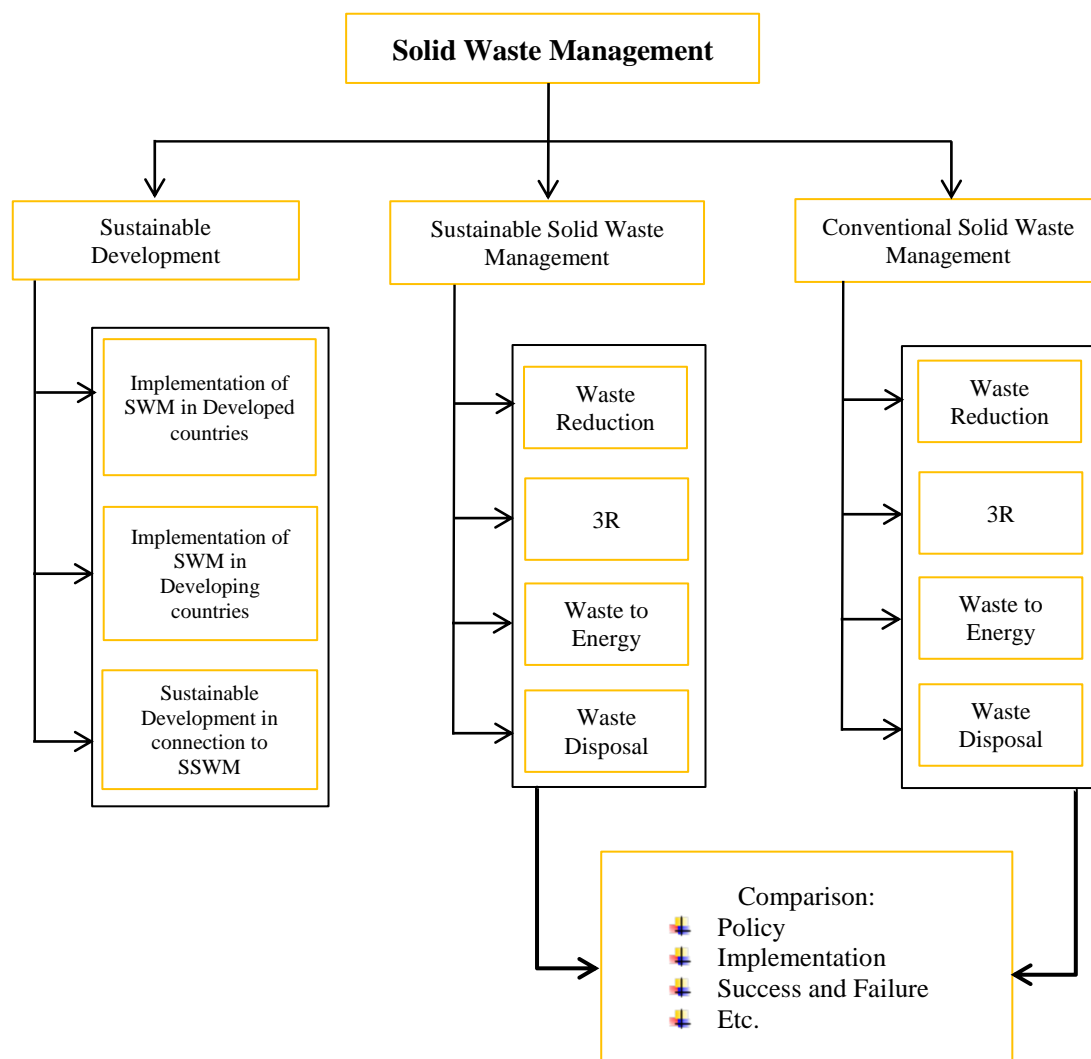 Solid Waste Management
Sustainable
Development
Sustainable Solid Waste
Management
Conventional Solid Waste
Management
Implementation of
SWM in Developed
countries
Implementation of
SWM in
Developing
countries
Sustainable
Development in
connection to
SSWM
Waste
Reduction
3R
Waste to
Energy
Waste
Disposal
Waste
Reduction
3R
Waste to
Energy
Waste
Disposal
Comparison:
Policy
Implementation
Success and Failure
Etc.